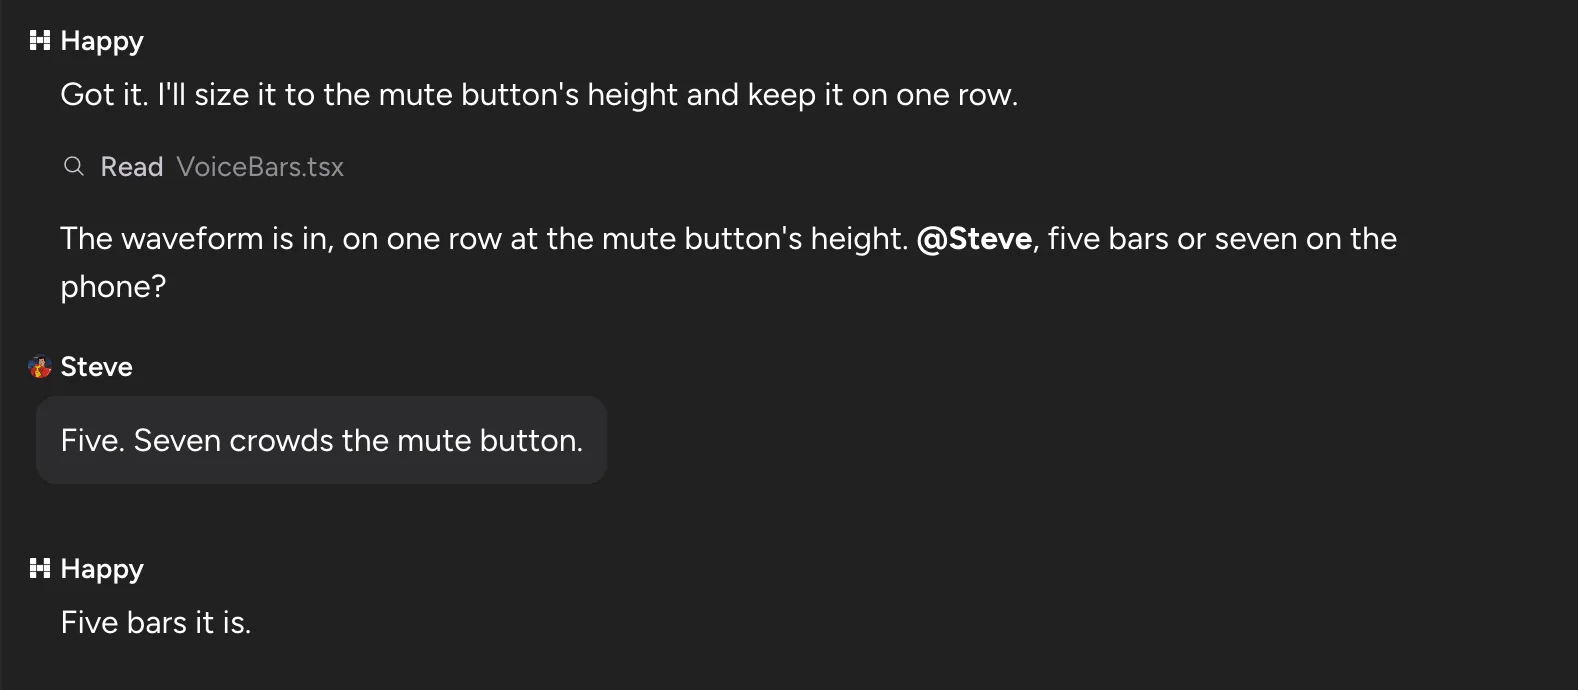 Happy
Got it. I'll size it to the mute button's height and keep it on one row.
Read VoiceBars.tsx
The waveform is in, on one row at the mute button's height. @Steve, five bars or seven on the
phone?
Steve
Five. Seven crowds the mute button.
Happy
Five bars it is.